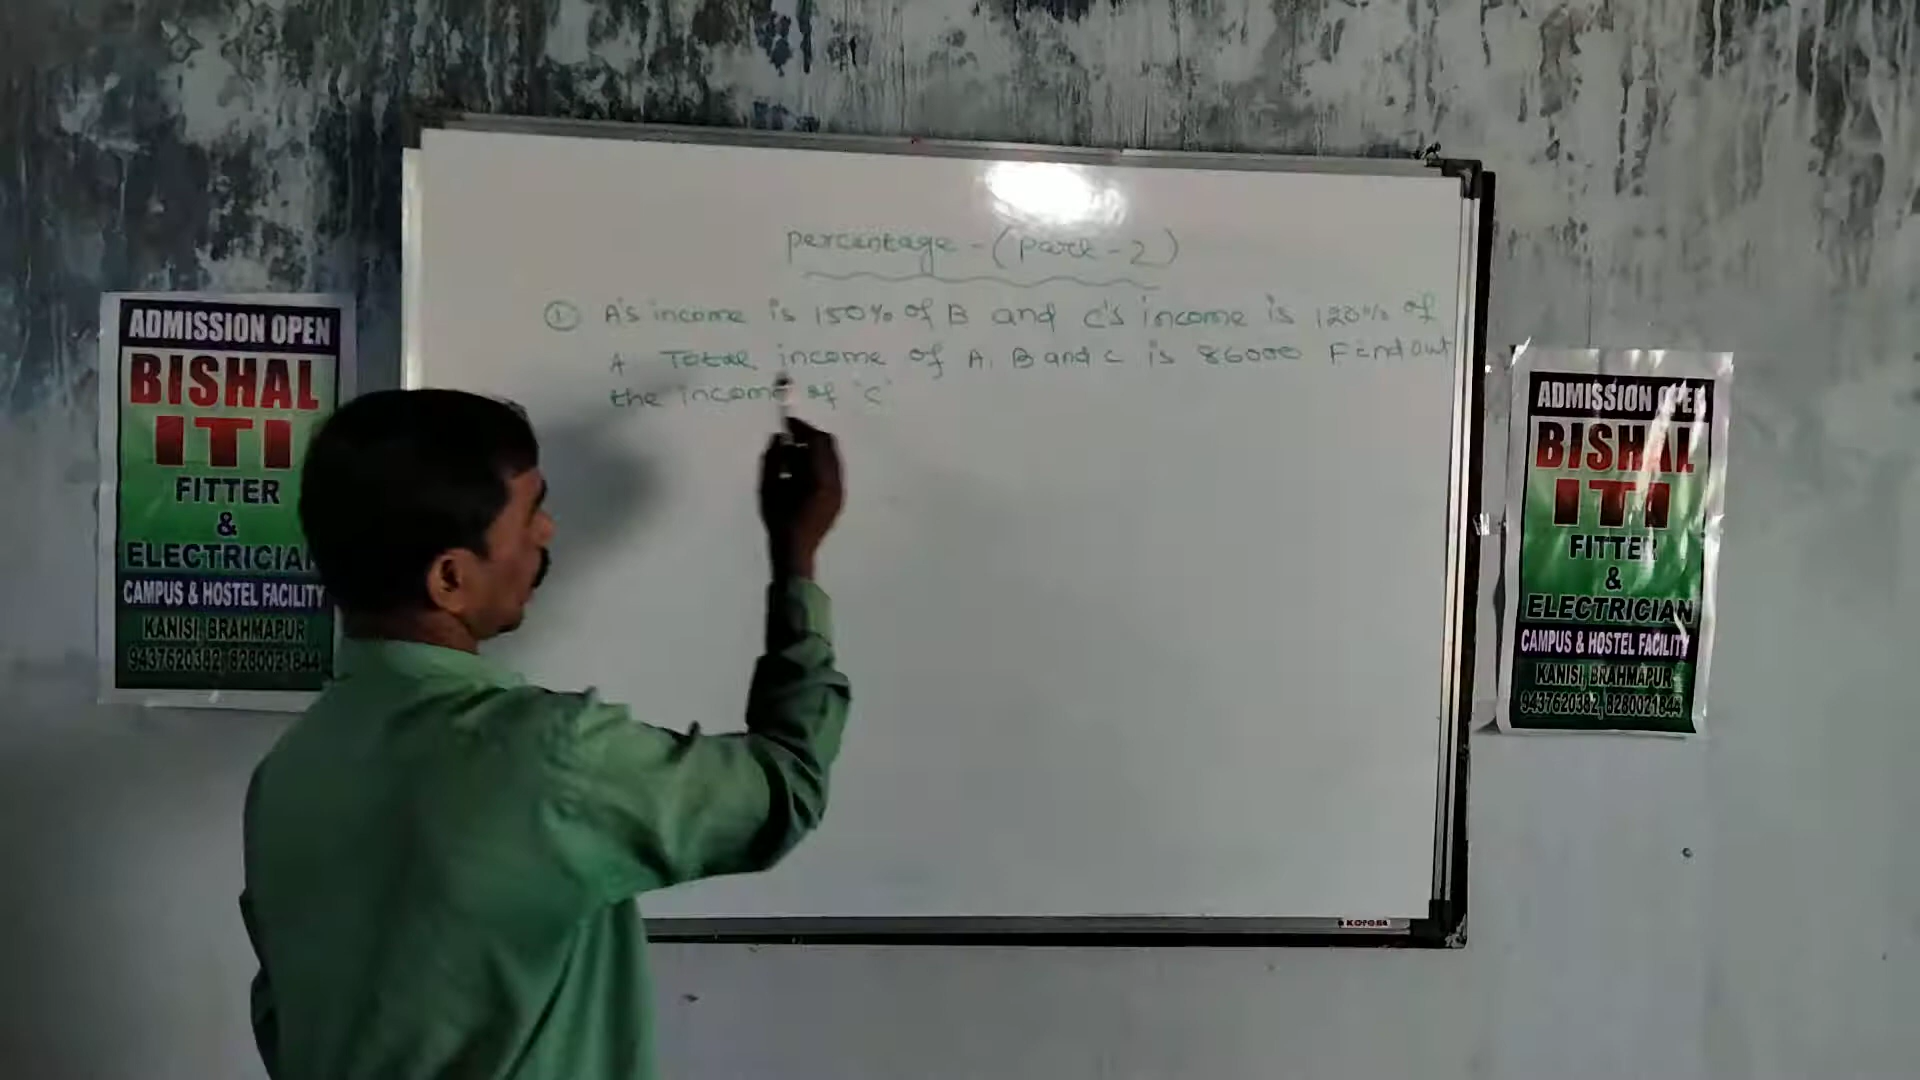 percentage - (Part - 2)
① A's income is 150% of B and C's income is 120% of
A Total income of A, B and C is 86000 Find out
the income of 'C'
ADMISSION OPEN
BISHAL
ITI
FITTER
&
ELECTRICIAN
CAMPUS & HOSTEL FACILITY
KANISI, BRAHMAPUR
9437620382, 8280021844
ADMISSION OPEN
BISHAL
ITI
FITTER
&
ELECTRICIAN
CAMPUS & HOSTEL FACILITY
KANISI, BRAHMAPUR
9437620382, 8280021844